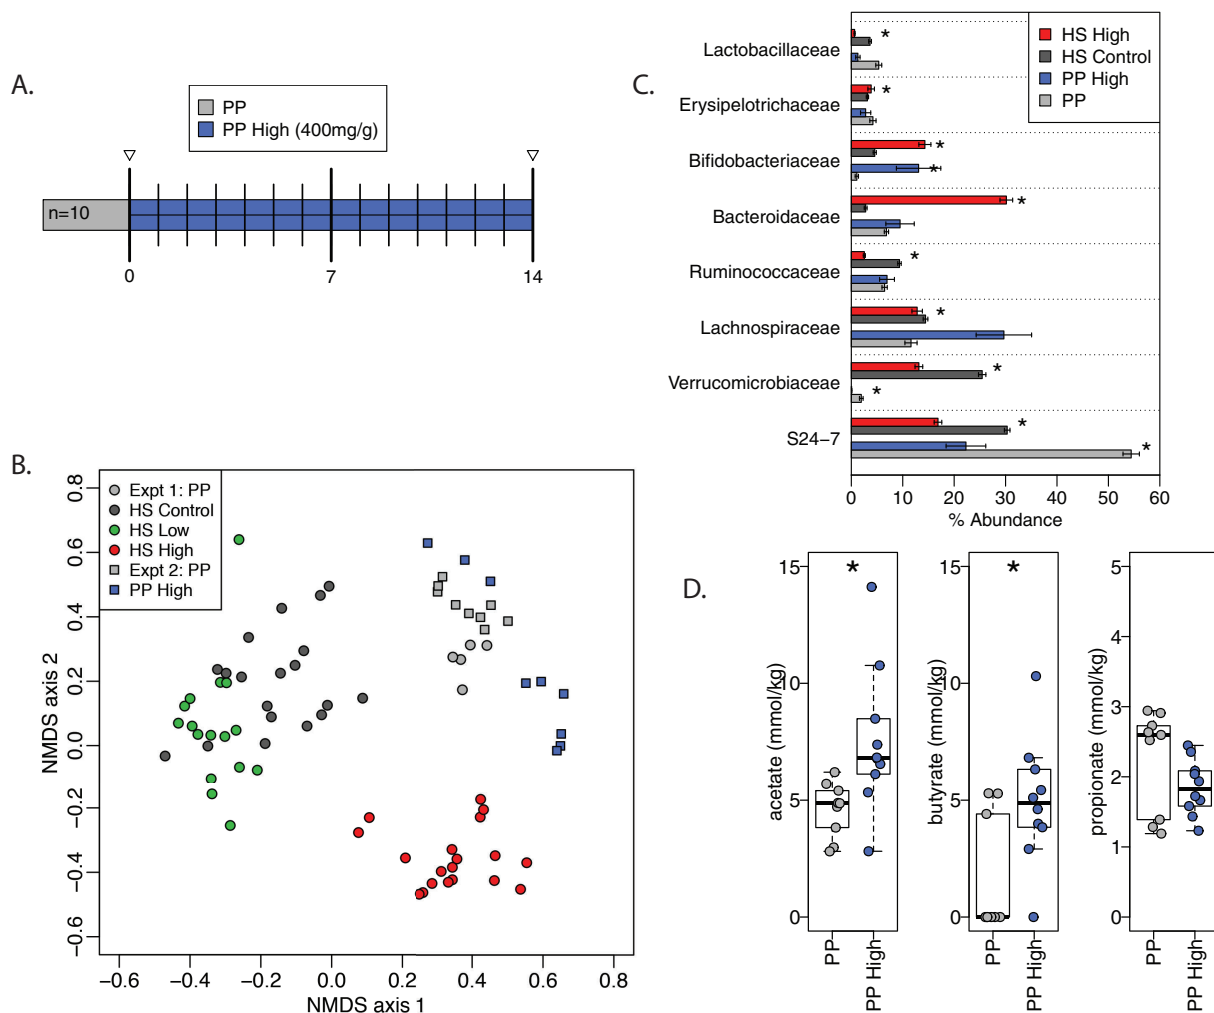 A.
PP
PP High (400mg/g)
n=10
0
7
14
B.
Expt 1: PP
HS Control
HS Low
HS High
Expt 2: PP
PP High
NMDS axis 2
0.8
0.6
0.4
0.2
0.0
−0.2
−0.4
−0.6
−0.6
−0.4
−0.2
0.0
0.2
0.4
0.6
0.8
NMDS axis 1
C.
HS High
HS Control
PP High
PP
Lactobacillaceae
*
Erysipelotrichaceae
*
Bifidobacteriaceae
*
*
Bacteroidaceae
*
Ruminococcaceae
*
Lachnospiraceae
*
Verrucomicrobiaceae
*
*
S24−7
*
*
0
10
20
30
40
50
60
% Abundance
D.
acetate (mmol/kg)
15
10
5
0
*
PP
PP High
butyrate (mmol/kg)
15
10
5
0
*
PP
PP High
propionate (mmol/kg)
5
4
3
2
1
0
PP
PP High